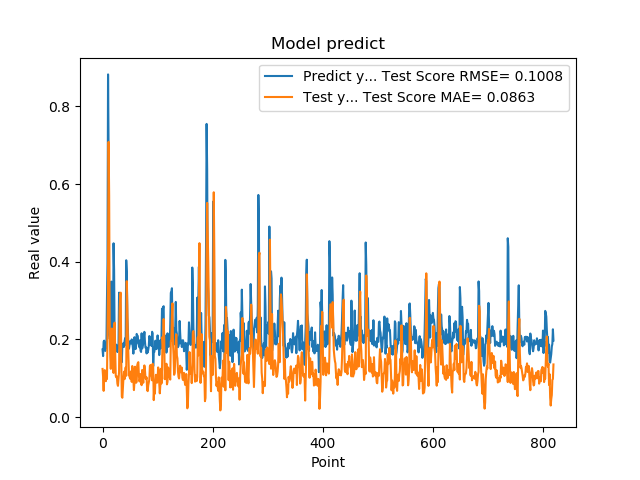 Model predict
Predict y... Test Score RMSE= 0.1008
Test y... Test Score MAE= 0.0863
0.8
0.6
0.4
0.2
0.0
Real value
0 200 400 600 800
Point